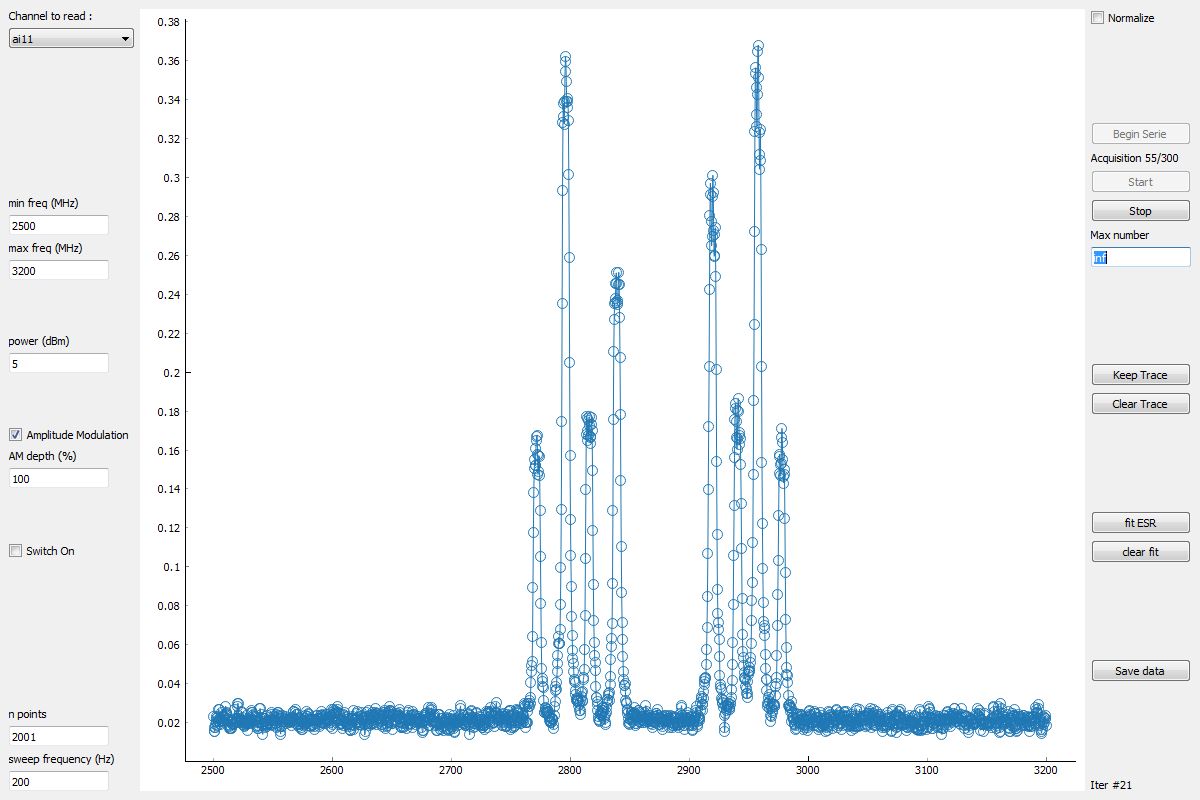 Channel to read :
ai11
min freq (MHz)
2500
max freq (MHz)
3200
power (dBm)
5
Amplitude Modulation
AM depth (%)
100
Switch On
n points
2001
sweep frequency (Hz)
200
0.38
0.36
0.34
0.32
0.3
0.28
0.26
0.24
0.22
0.2
0.18
0.16
0.14
0.12
0.1
0.08
0.06
0.04
0.02
2500
2600
2700
2800
2900
3000
3100
3200
Normalize
Begin Serie
Acquisition 55/300
Start
Stop
Max number
inf
Keep Trace
Clear Trace
fit ESR
clear fit
Save data
Iter #21